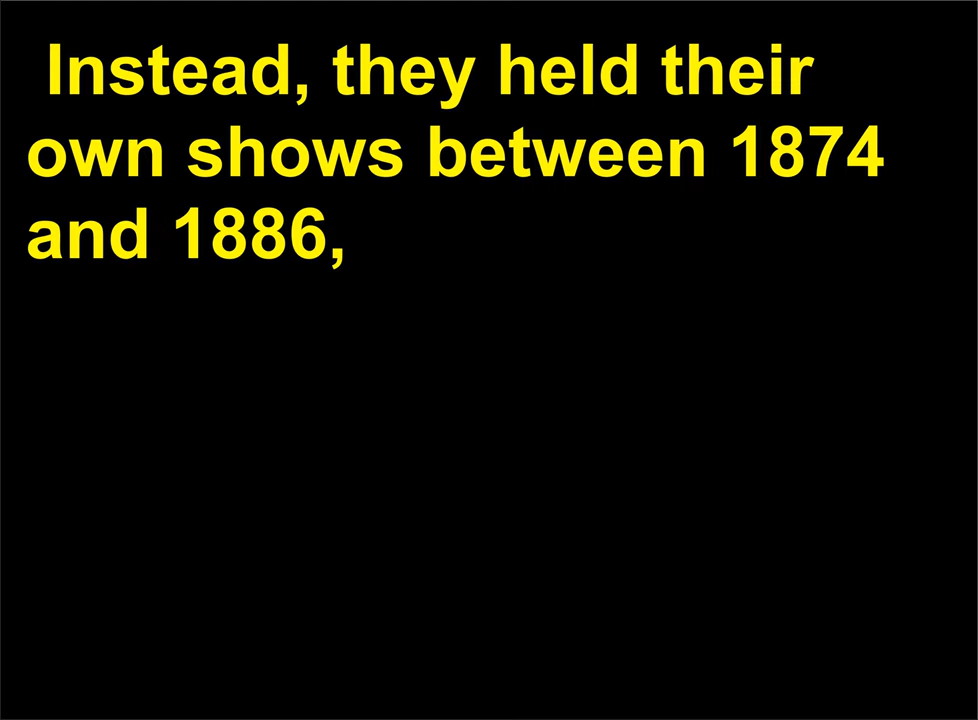 Instead, they held their
own shows between 1874
and 1886,